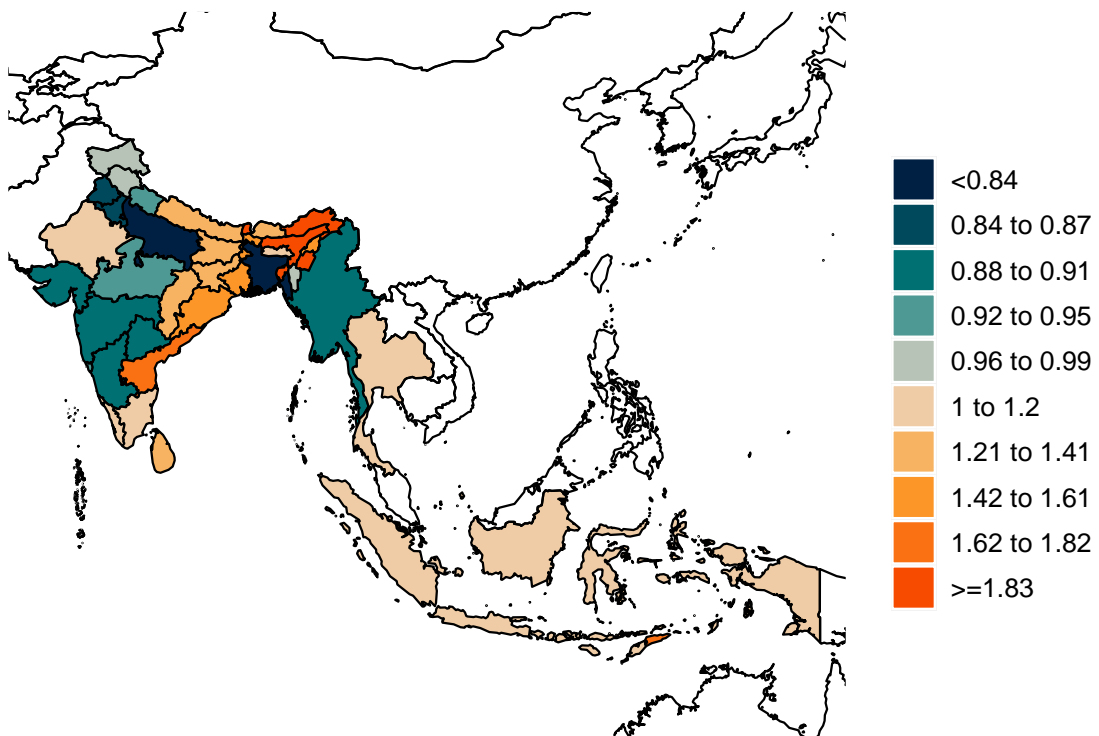 <0.84
0.84 to 0.87
0.88 to 0.91
0.92 to 0.95
0.96 to 0.99
1 to 1.2
1.21 to 1.41
1.42 to 1.61
1.62 to 1.82
>=1.83